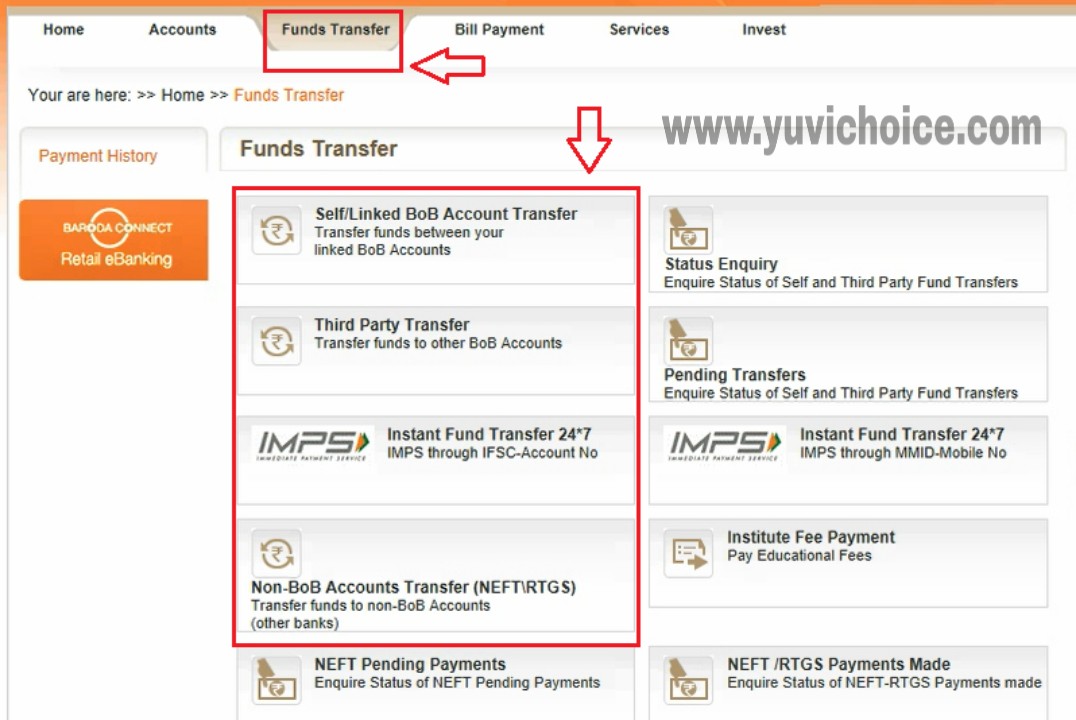 Home Accounts Funds Transfer Bill Payment Services Invest
Your are here: >> Home >> Funds Transfer
www.yuvichoice.com
Payment History
Funds Transfer
BARODA CONNECT
Retail eBanking
Self/Linked BoB Account Transfer
Transfer funds between your
linked BoB Accounts
Status Enquiry
Enquire Status of Self and Third Party Fund Transfers
Third Party Transfer
Transfer funds to other BoB Accounts
Pending Transfers
Enquire Status of Self and Third Party Fund Transfers
IMPS
IMMEDIATE PAYMENT SERVICE
Instant Fund Transfer 24*7
IMPS through IFSC-Account No
IMPS
IMMEDIATE PAYMENT SERVICE
Instant Fund Transfer 24*7
IMPS through MMID-Mobile No
Non-BoB Accounts Transfer (NEFT\RTGS)
Transfer funds to non-BoB Accounts
(other banks)
Institute Fee Payment
Pay Educational Fees
NEFT Pending Payments
Enquire Status of NEFT Pending Payments
NEFT /RTGS Payments Made
Enquire Status of NEFT-RTGS Payments made